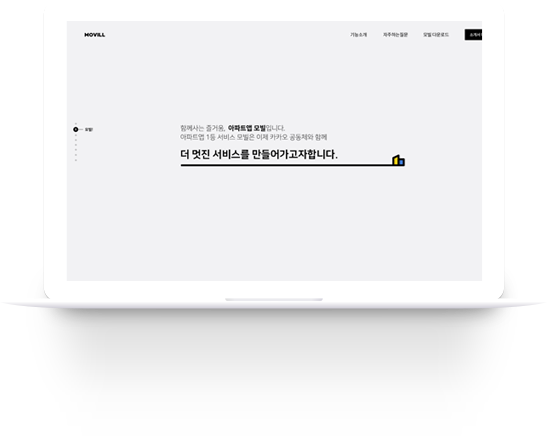 MOVILL
기능소개 자주하는질문 모빌 다운로드 소개서
모빌?
함께사는 즐거움, 아파트앱 모빌입니다.
아파트앱 1등 서비스 모빌은 이제 카카오 공동체와 함께
더 멋진 서비스를 만들어가고자합니다.